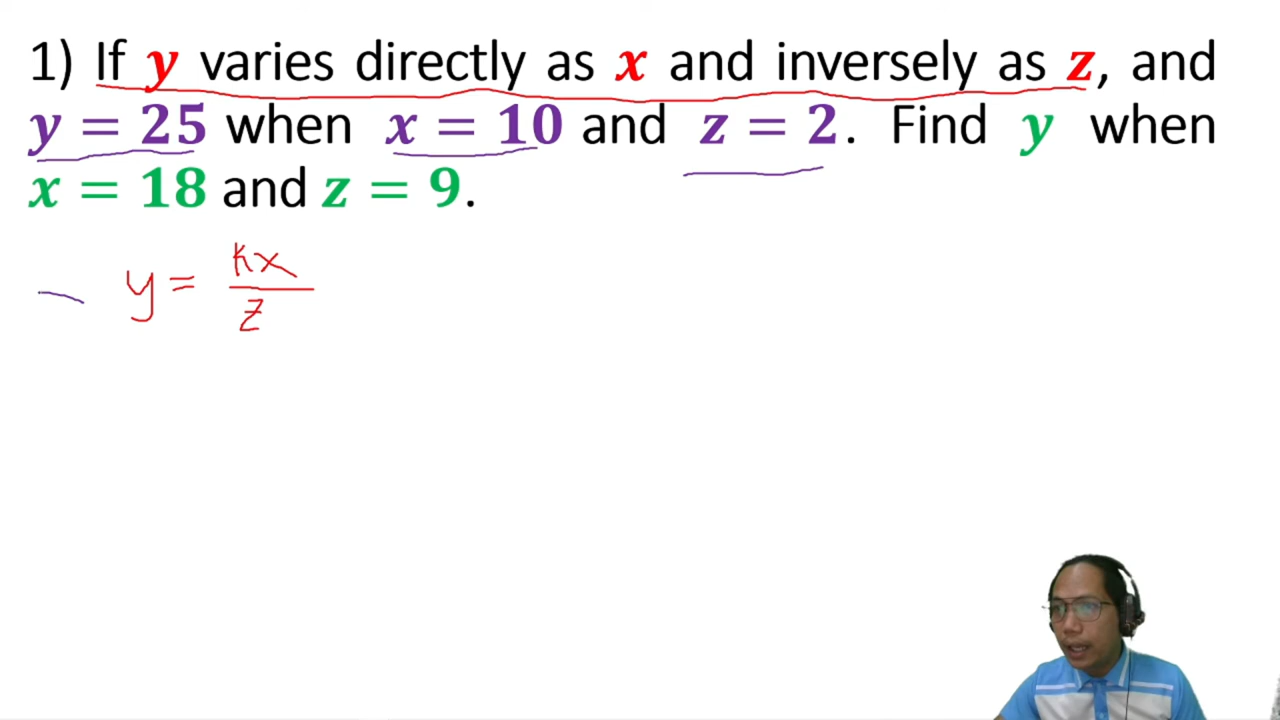 1) If y varies directly as x and inversely as z, and
y = 25 when x = 10 and z = 2. Find y when
x = 18 and z = 9.
y = kx
z